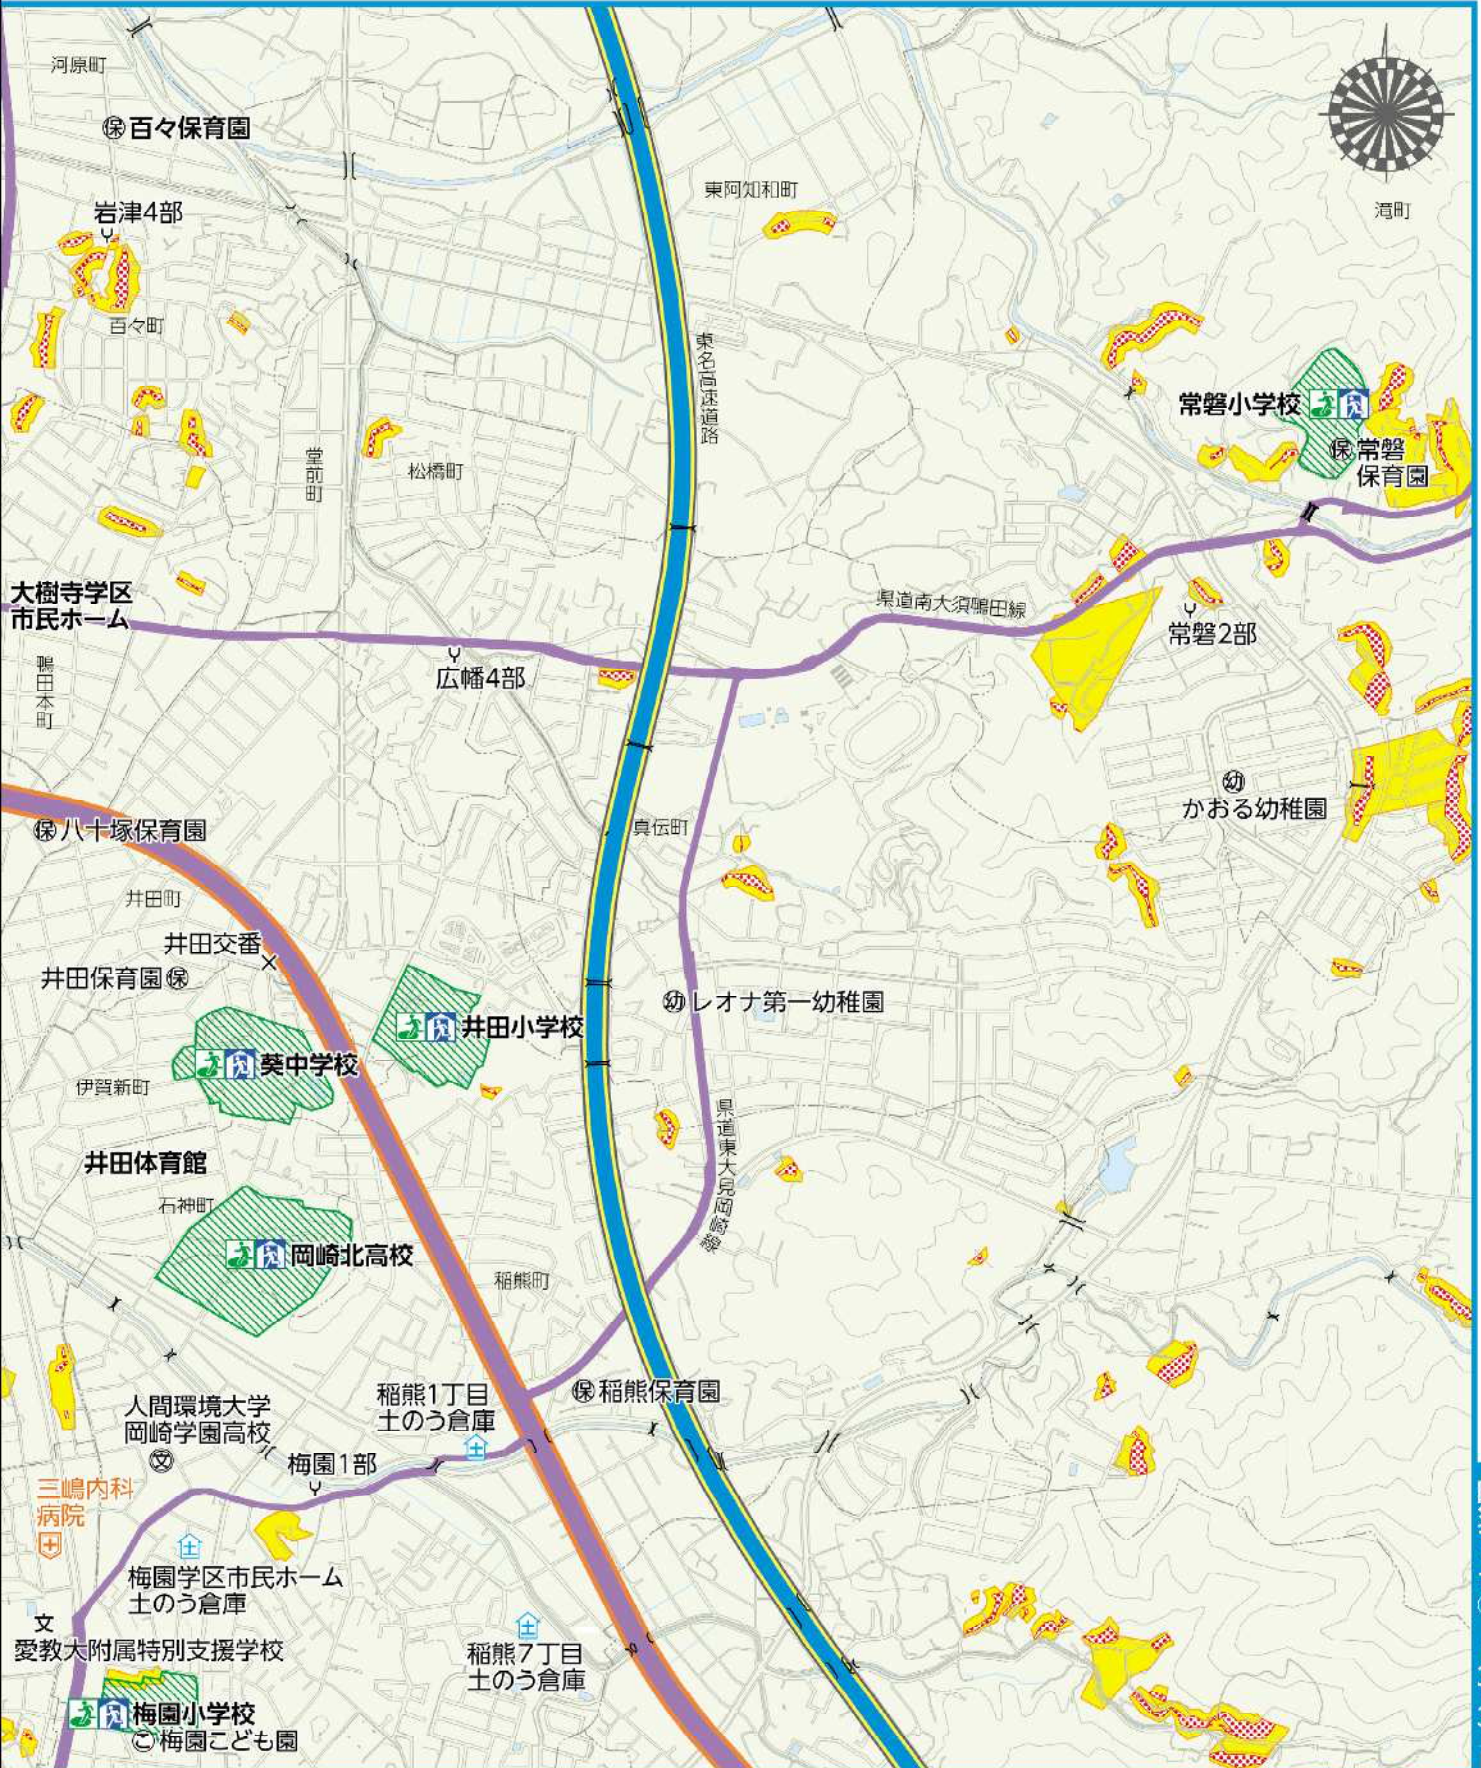 河原町
保百々保育園
岩津4部
東阿知和町
滝町
百々町
東名高速道路
常磐小学校
保常磐
保育園
堂前町
松橋町
大樹寺学区
市民ホーム
県道南大須鴨田線
常磐2部
鴨田本町
広幡4部
幼
かおる幼稚園
保八十塚保育園
真伝町
井田町
井田交番
井田保育園保
幼レオナ第一幼稚園
井田小学校
葵中学校
伊賀新町
県道東大見岡崎線
井田体育館
石神町
岡崎北高校
稲熊町
稲熊1丁目
土のう倉庫
土
保稲熊保育園
人間環境大学
岡崎学園高校
文
梅園1部
三嶋内科
病院
土
梅園学区市民ホーム
土のう倉庫
文
愛教大附属特別支援学校
土
稲熊7丁目
土のう倉庫
梅園小学校
こ梅園こども園